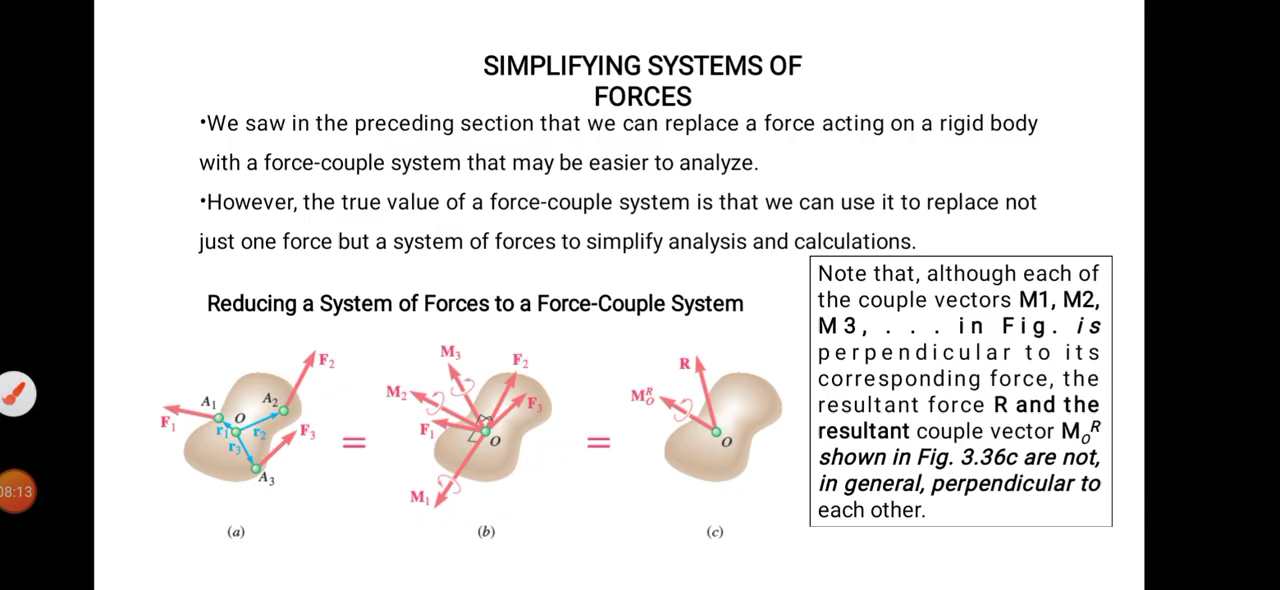 SIMPLIFYING SYSTEMS OF
FORCES
•We saw in the preceding section that we can replace a force acting on a rigid body
with a force-couple system that may be easier to analyze.
•However, the true value of a force-couple system is that we can use it to replace not
just one force but a system of forces to simplify analysis and calculations.
Reducing a System of Forces to a Force-Couple System
Note that, although each of
the couple vectors M1, M2,
M3, . . . in Fig. is
perpendicular to its
corresponding force, the
resultant force R and the
resultant couple vector MoR
shown in Fig. 3.36c are not,
in general, perpendicular to
each other.
F2
A1
A2
O
F1
r1
r2
F3
r3
A3
(a)
=
M3
F2
M2
F3
F1
O
M1
(b)
=
R
MRO
O
(c)
08:13